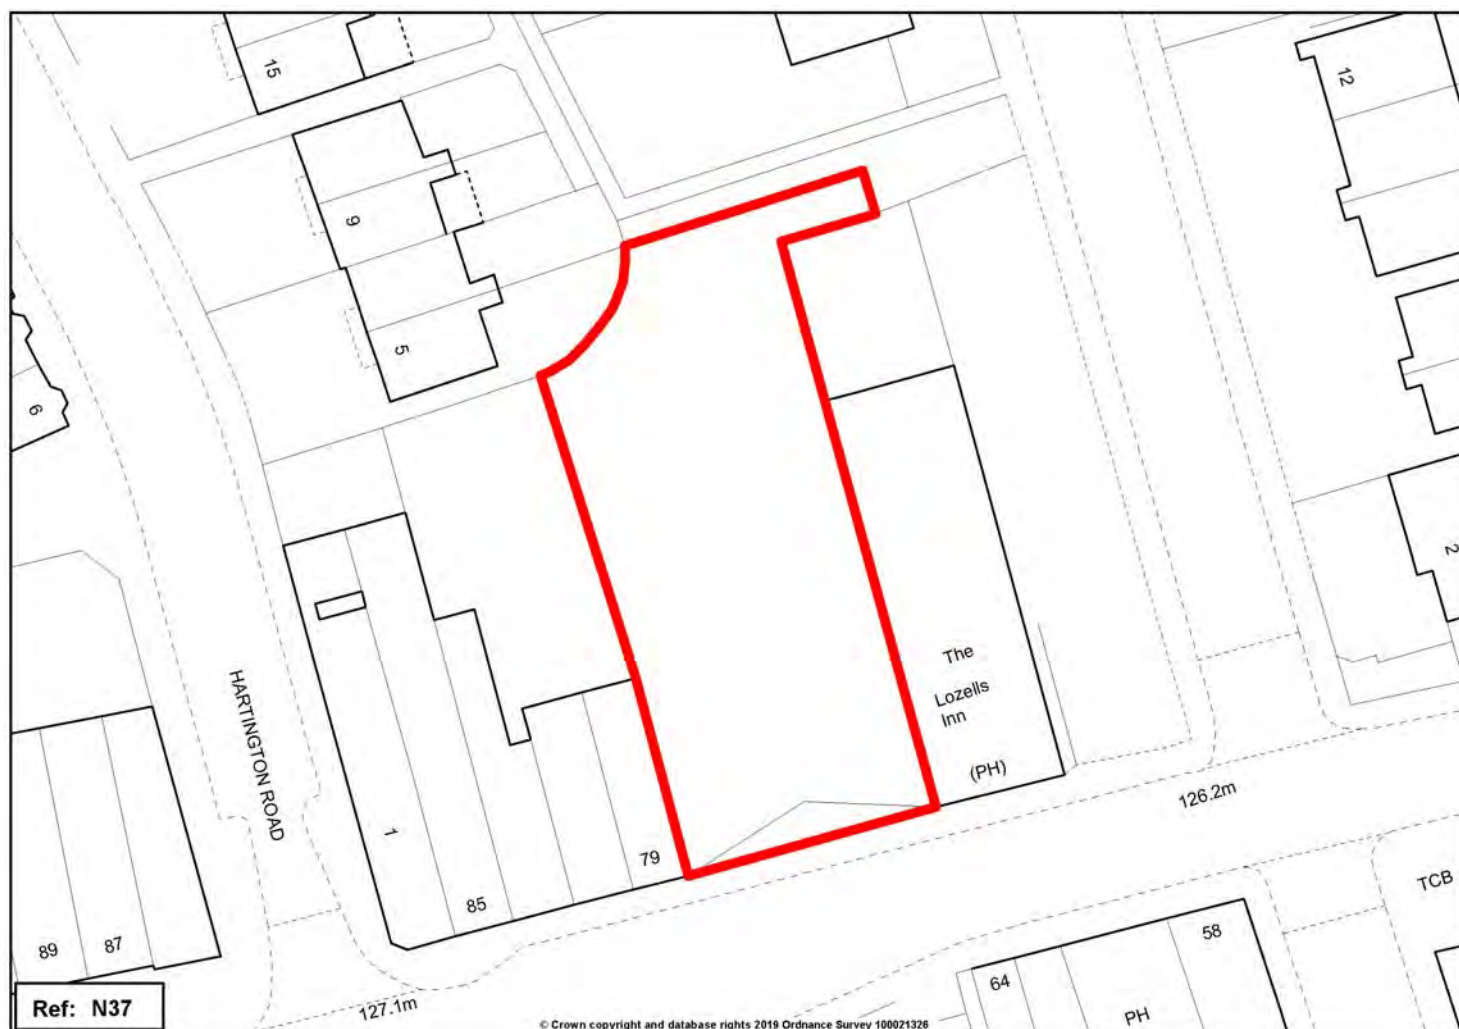 15
12
9
5
6
2
The
Lozells
Inn
(PH)
HARTINGTON ROAD
126.2m
1
79
85
TCB
58
89
87
64
PH
Ref: N37
127.1m
© Crown copyright and database rights 2019 Ordnance Survey 100021326